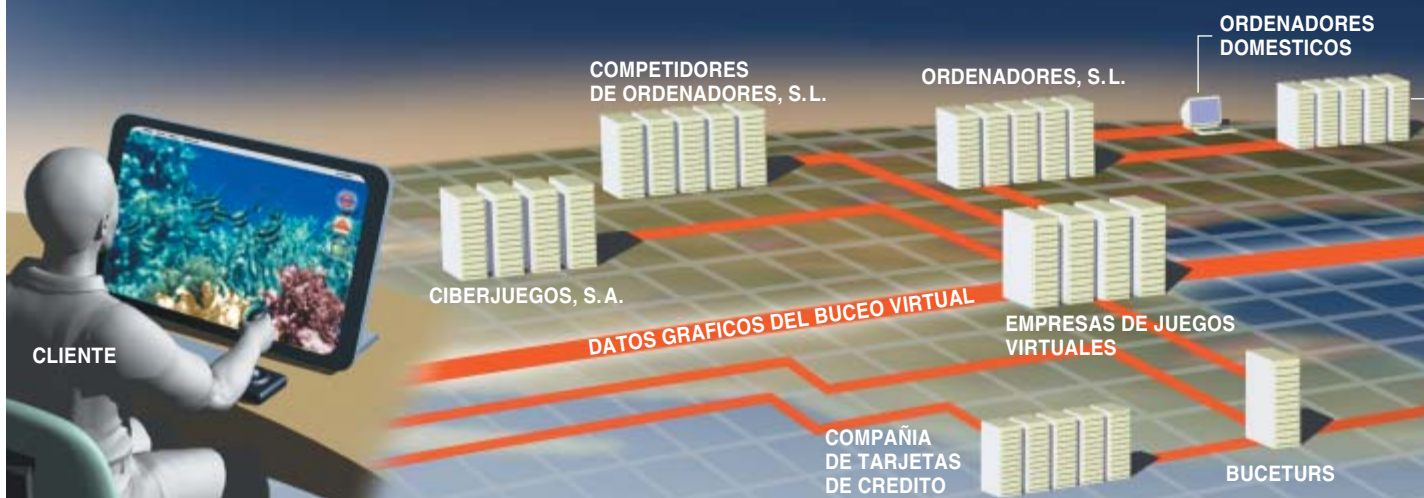 ORDENADORES
DOMESTICOS
COMPETIDORES
DE ORDENADORES, S.L.
ORDENADORES, S.L.
CIBERJUEGOS, S.A.
DATOS GRAFICOS DEL BUCEO VIRTUAL
EMPRESAS DE JUEGOS
VIRTUALES
CLIENTE
COMPAÑIA
DE TARJETAS
DE CREDITO
BUCETURS